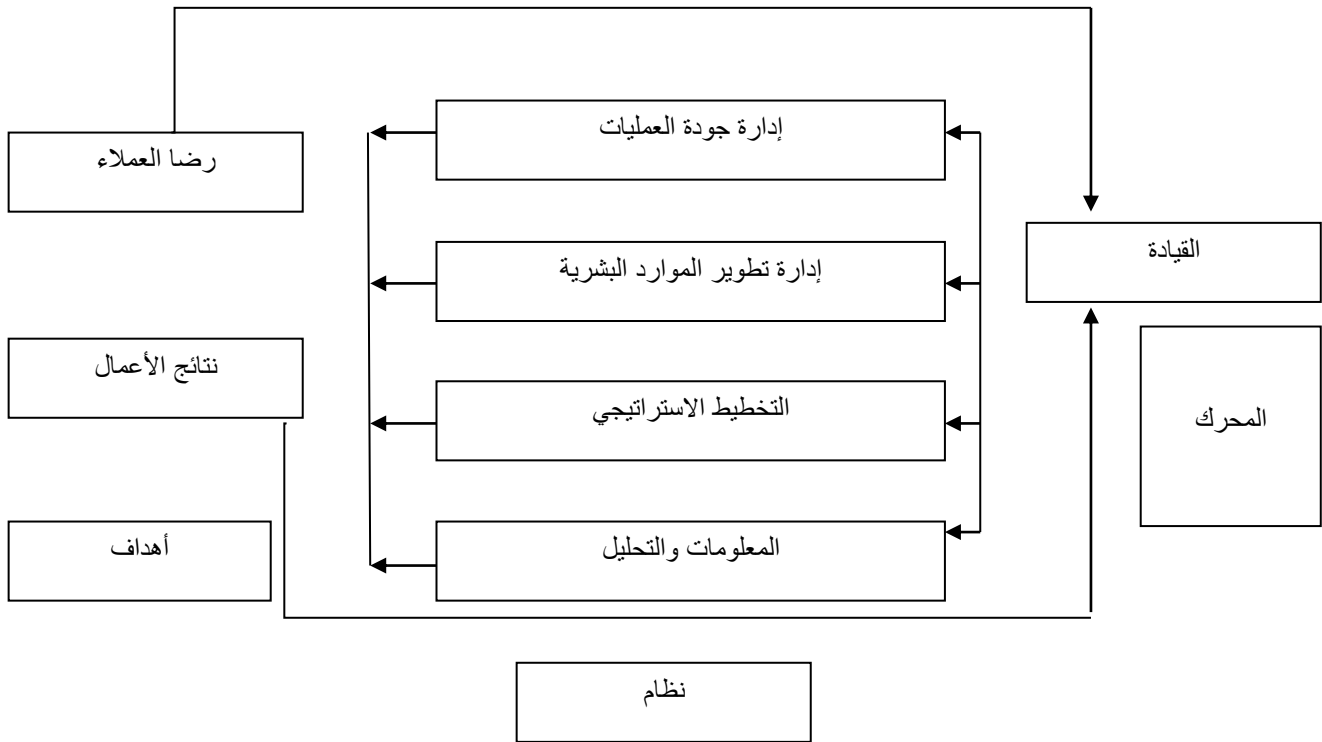 إدارة جودة العمليات
رضا العملاء
القيادة
إدارة تطوير الموارد البشرية
نتائج الأعمال
المحرك
التخطيط الاستراتيجي
المعلومات والتحليل
أهداف
نظام